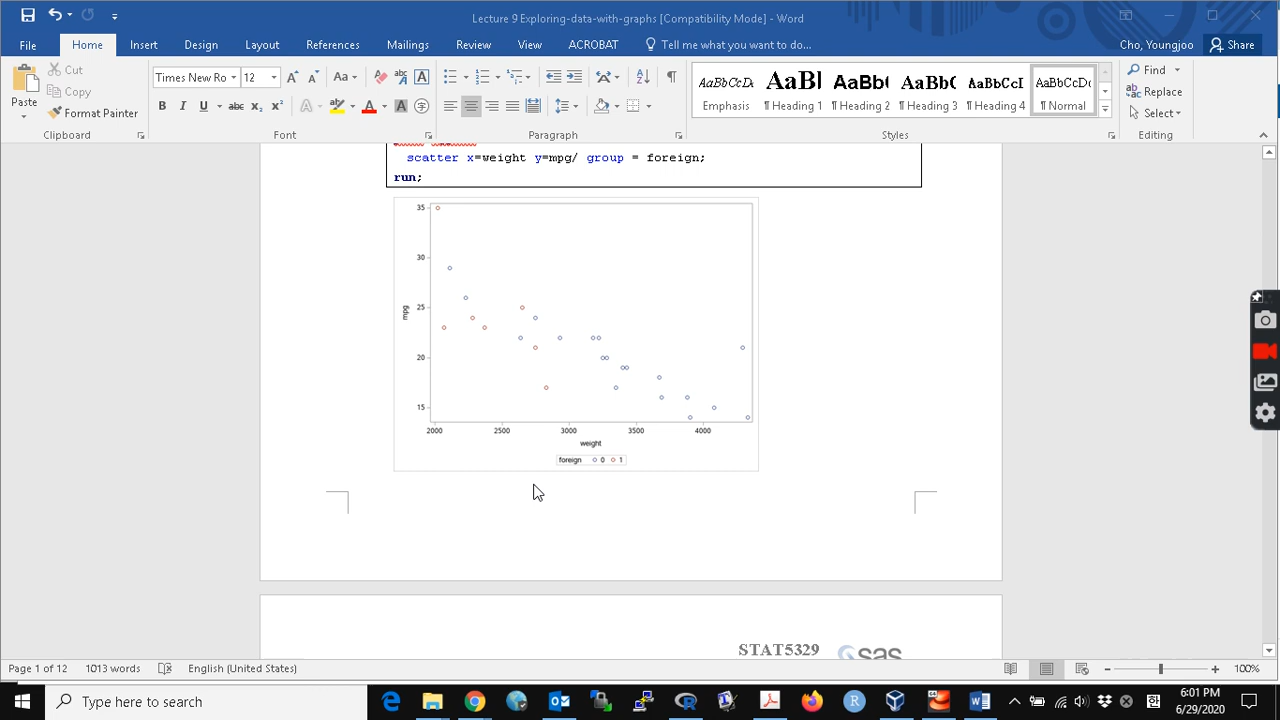 Lecture 9 Exploring-data-with-graphs [Compatibility Mode] - Word
File Home Insert Design Layout References Mailings Review View ACROBAT Tell me what you want to do... Cho, Youngjoo Share
Paste
Cut
Copy
Format Painter
Clipboard
Times New Ro 12
Font
Paragraph
AaBbCcDc AaBl AaBb( AaBbC( AaBbCcI AaBbCcDc
Emphasis ¶ Heading 1 ¶ Heading 2 ¶ Heading 3 ¶ Heading 4 ¶ Normal
Styles
Find
Replace
Select
Editing
scatter x=weight y=mpg/ group = foreign;
run;
35
30
25
20
15
mpg
2000 2500 3000 3500 4000
weight
foreign 0 1
STAT5329 sas
Page 1 of 12 1013 words English (United States) 100%
Type here to search
6:01 PM
6/29/2020